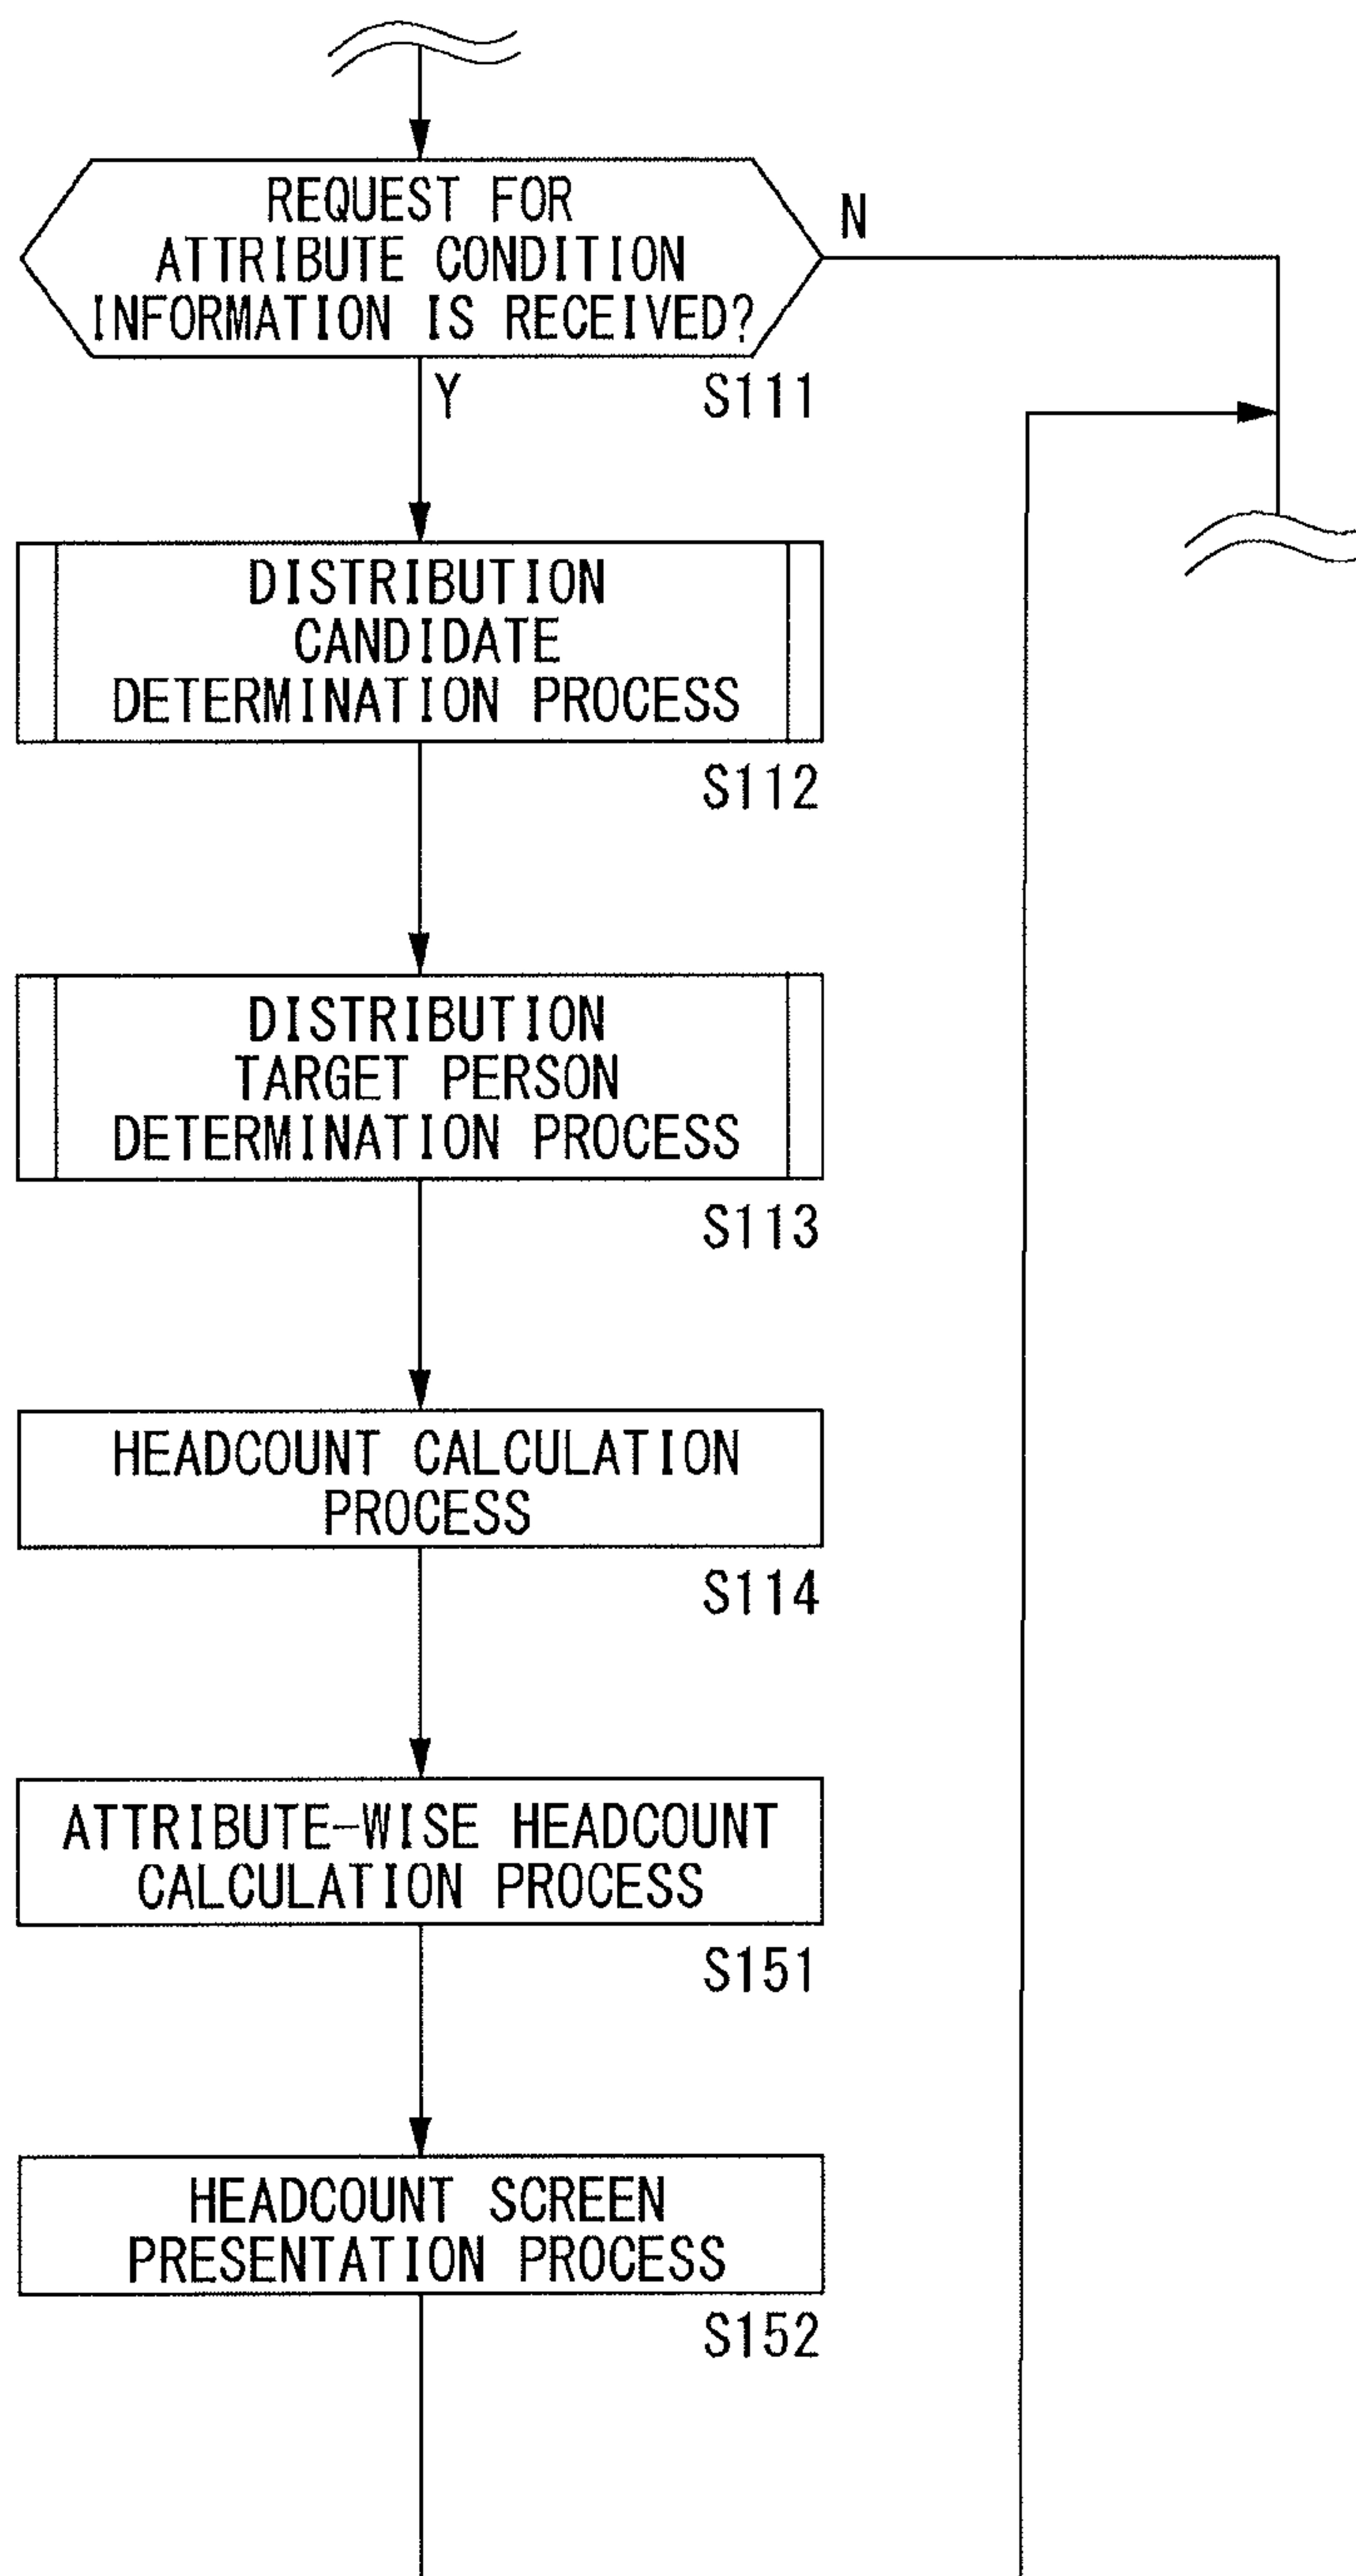 REQUEST FOR
ATTRIBUTE CONDITION
INFORMATION IS RECEIVED?
N
Y
S111
DISTRIBUTION
CANDIDATE
DETERMINATION PROCESS
S112
DISTRIBUTION
TARGET PERSON
DETERMINATION PROCESS
S113
HEADCOUNT CALCULATION
PROCESS
S114
ATTRIBUTE-WISE HEADCOUNT
CALCULATION PROCESS
S151
HEADCOUNT SCREEN
PRESENTATION PROCESS
S152